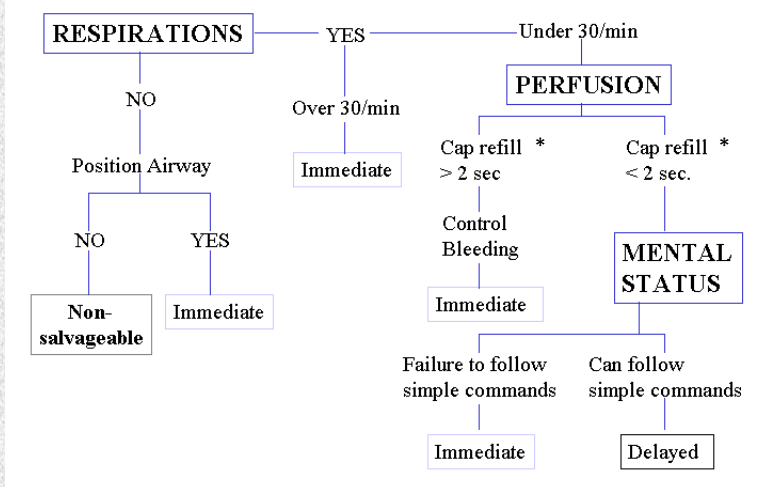 RESPIRATIONS
YES
Under 30/min
PERFUSION
NO
Over 30/min
Immediate
Position Airway
NO
YES
Non-
salvageable
Immediate
Cap refill *
> 2 sec
Cap refill *
< 2 sec.
Control
Bleeding
Immediate
MENTAL
STATUS
Failure to follow
simple commands
Can follow
simple commands
Immediate
Delayed